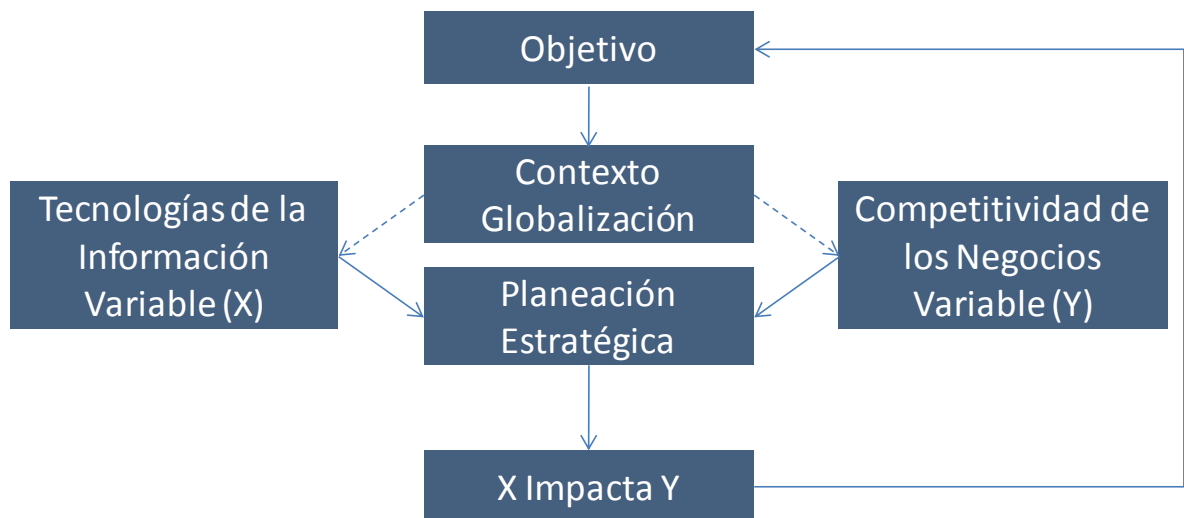 Objetivo
Contexto
Globalización
Tecnologías de la
Información
Variable (X)
Competitividad de
los Negocios
Variable (Y)
Planeación
Estratégica
X Impacta Y